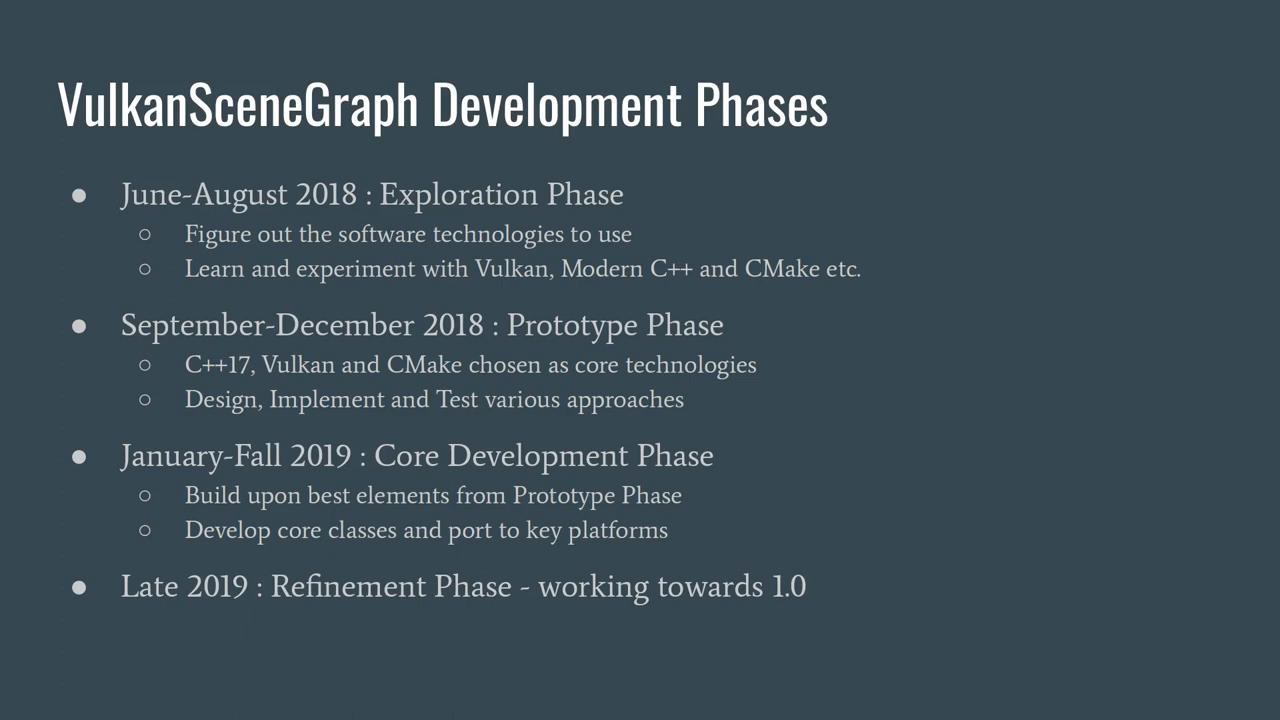 VulkanSceneGraph Development Phases
● June-August 2018 : Exploration Phase
○ Figure out the software technologies to use
○ Learn and experiment with Vulkan, Modern C++ and CMake etc.
● September-December 2018 : Prototype Phase
○ C++17, Vulkan and CMake chosen as core technologies
○ Design, Implement and Test various approaches
● January-Fall 2019 : Core Development Phase
○ Build upon best elements from Prototype Phase
○ Develop core classes and port to key platforms
● Late 2019 : Refinement Phase - working towards 1.0